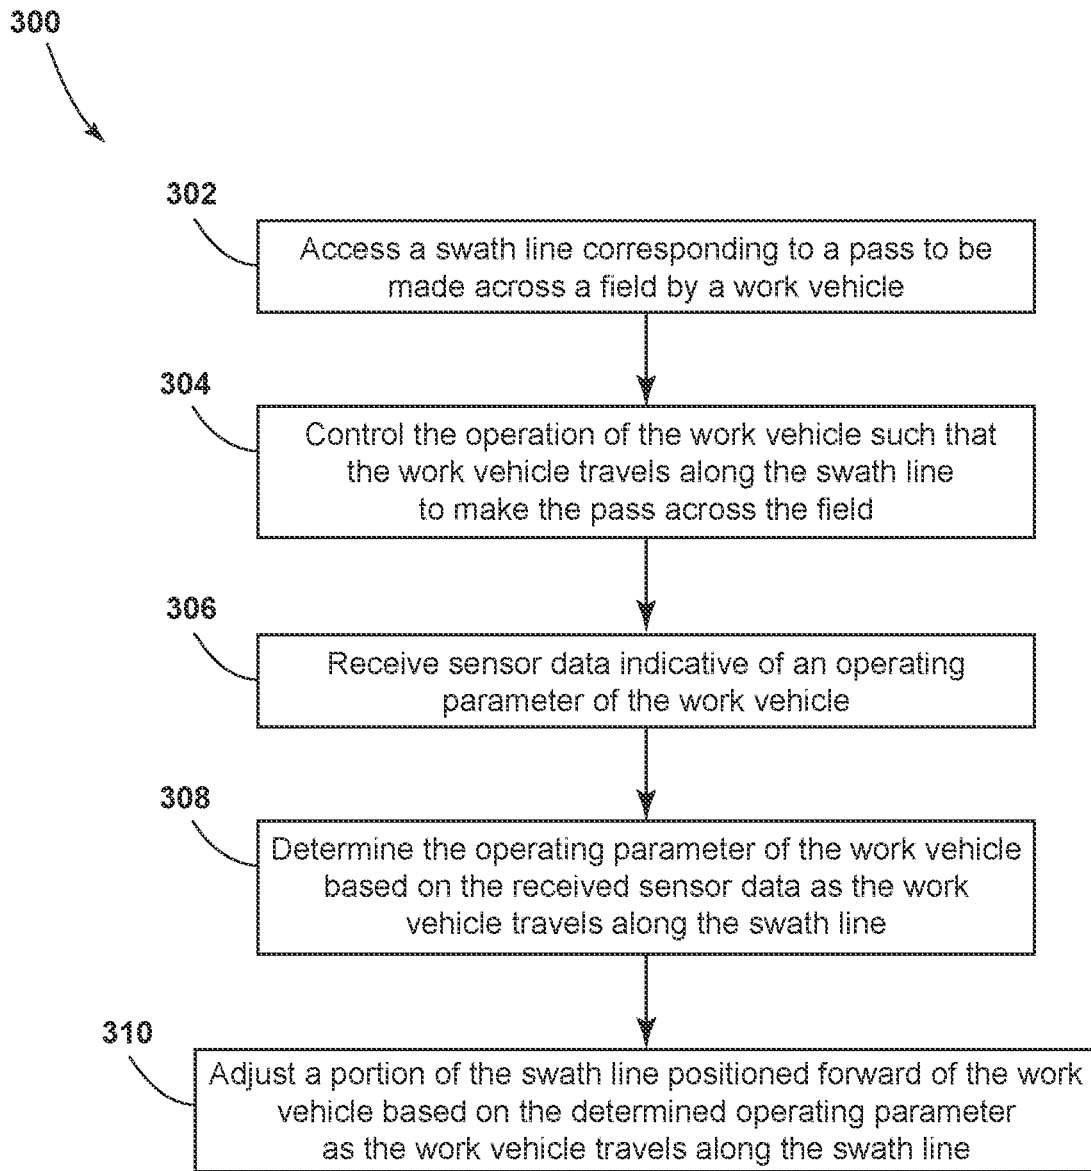 300
302
Access a swath line corresponding to a pass to be
made across a field by a work vehicle
304
Control the operation of the work vehicle such that
the work vehicle travels along the swath line
to make the pass across the field
306
Receive sensor data indicative of an operating
parameter of the work vehicle
308
Determine the operating parameter of the work vehicle
based on the received sensor data as the work
vehicle travels along the swath line
310
Adjust a portion of the swath line positioned forward of the work
vehicle based on the determined operating parameter
as the work vehicle travels along the swath line